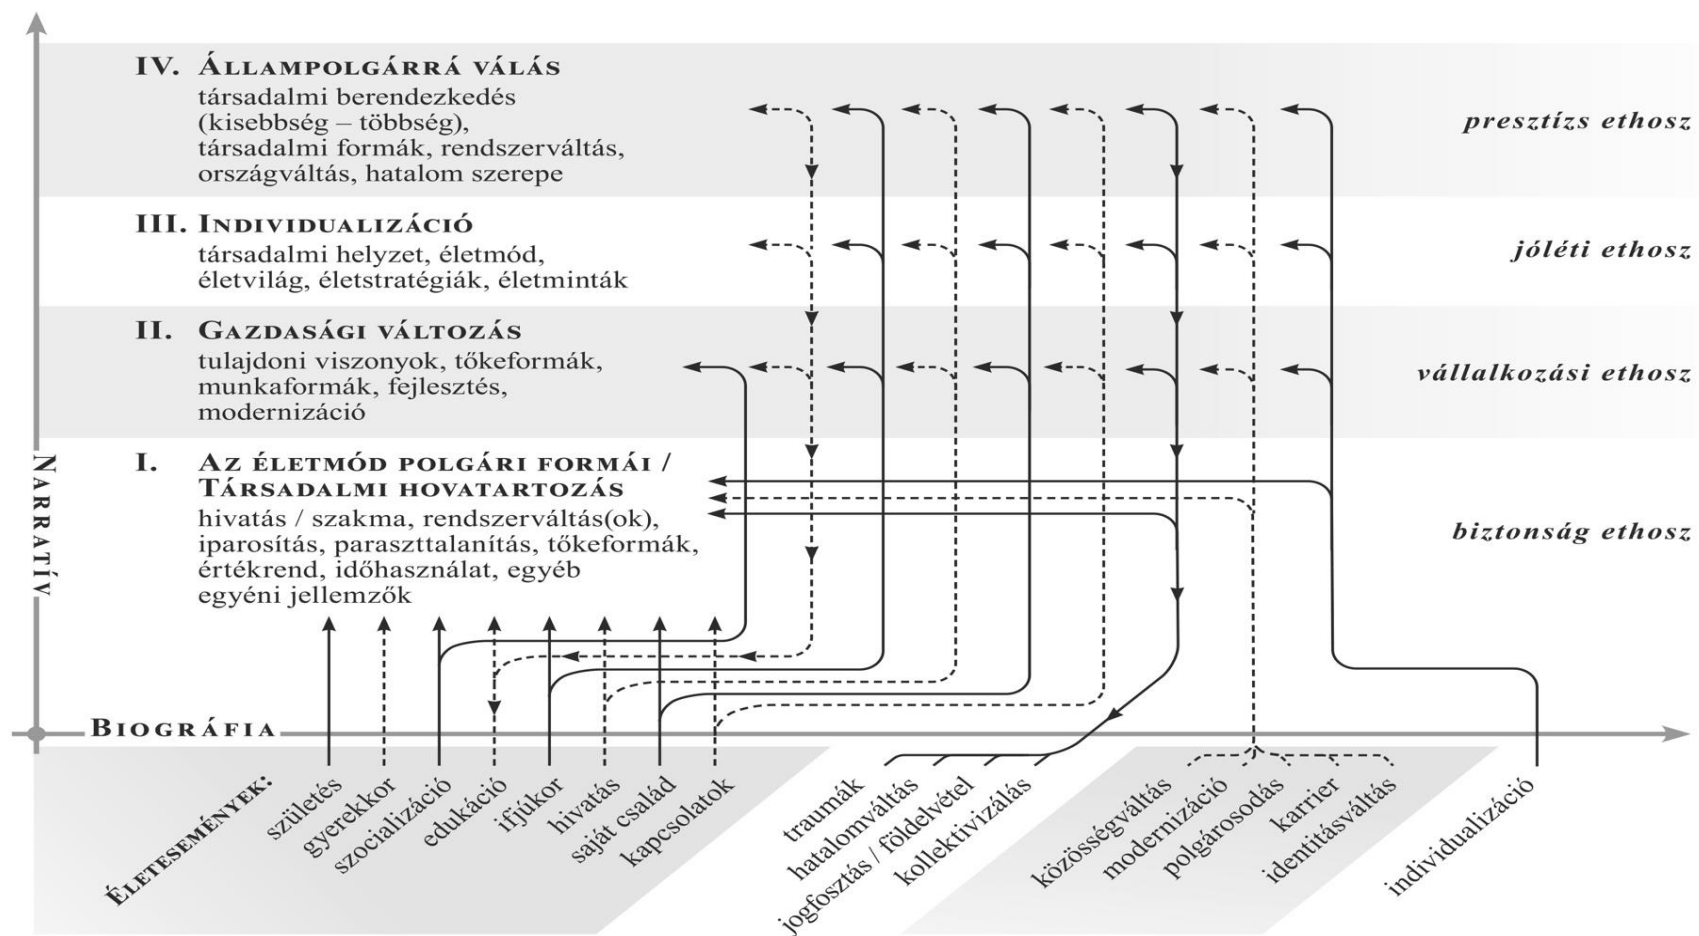 IV. Állampolgárrá válás
társadalmi berendezkedés
(kisebbség – többség),
társadalmi formák, rendszerváltás,
országváltás, hatalom szerepe
presztízs ethosz
III. Individualizáció
társadalmi helyzet, életmód,
életvilág, életstratégiák, életminták
jóléti ethosz
II. Gazdasági változás
tulajdoni viszonyok, tőkeformák,
munkaformák, fejlesztés,
modernizáció
vállalkozási ethosz
I. Az életmód polgári formái /
Társadalmi hovatartozás
hivatás / szakma, rendszerváltás(ok),
iparosítás, paraszttalanítás, tőkeformák,
értékrend, időhasználat, egyéb
egyéni jellemzők
biztonság ethosz
Narratív
Biográfia
Életesemények:
születés
gyerekkor
szocializáció
edukáció
ifjúkor
hivatás
saját család
kapcsolatok
traumák
hatalomváltás
jogfosztás / földelvétel
kollektivizálás
közösségváltás
modernizáció
polgárosodás
karrier
identitásváltás
individualizáció